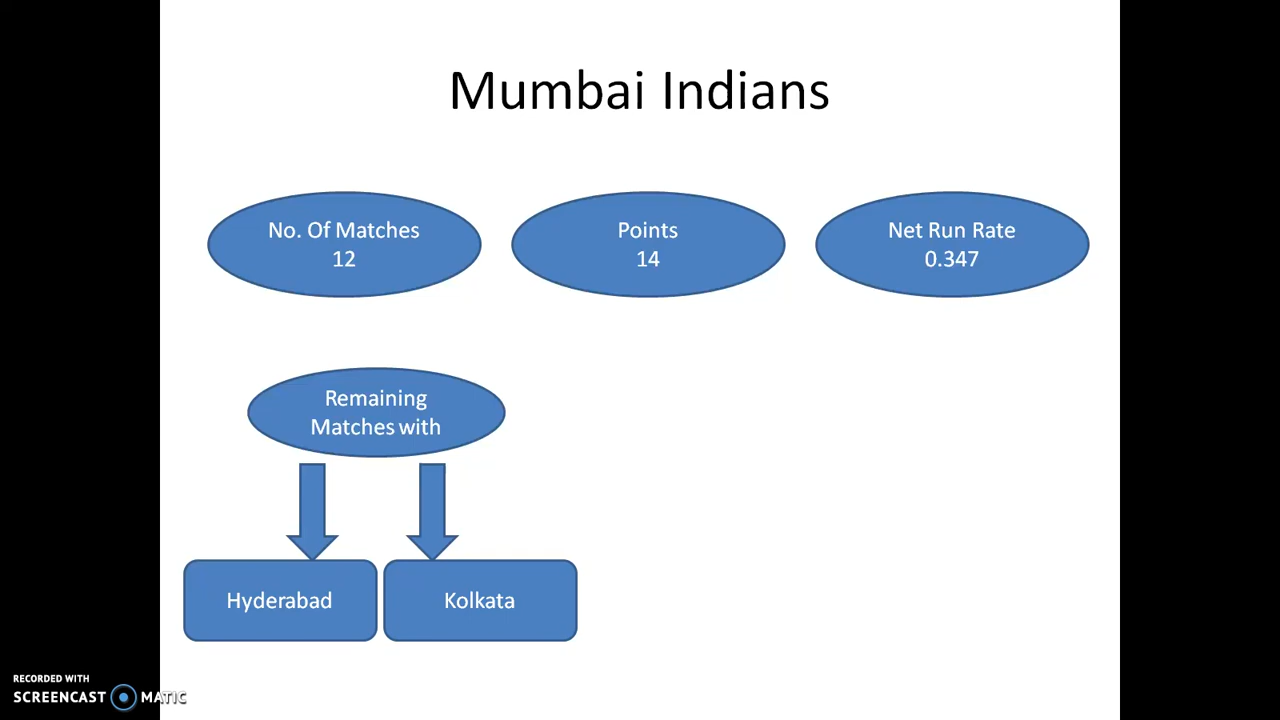 Mumbai Indians
No. Of Matches
12
Points
14
Net Run Rate
0.347
Remaining
Matches with
Hyderabad
Kolkata
RECORDED WITH
SCREENCAST MATIC